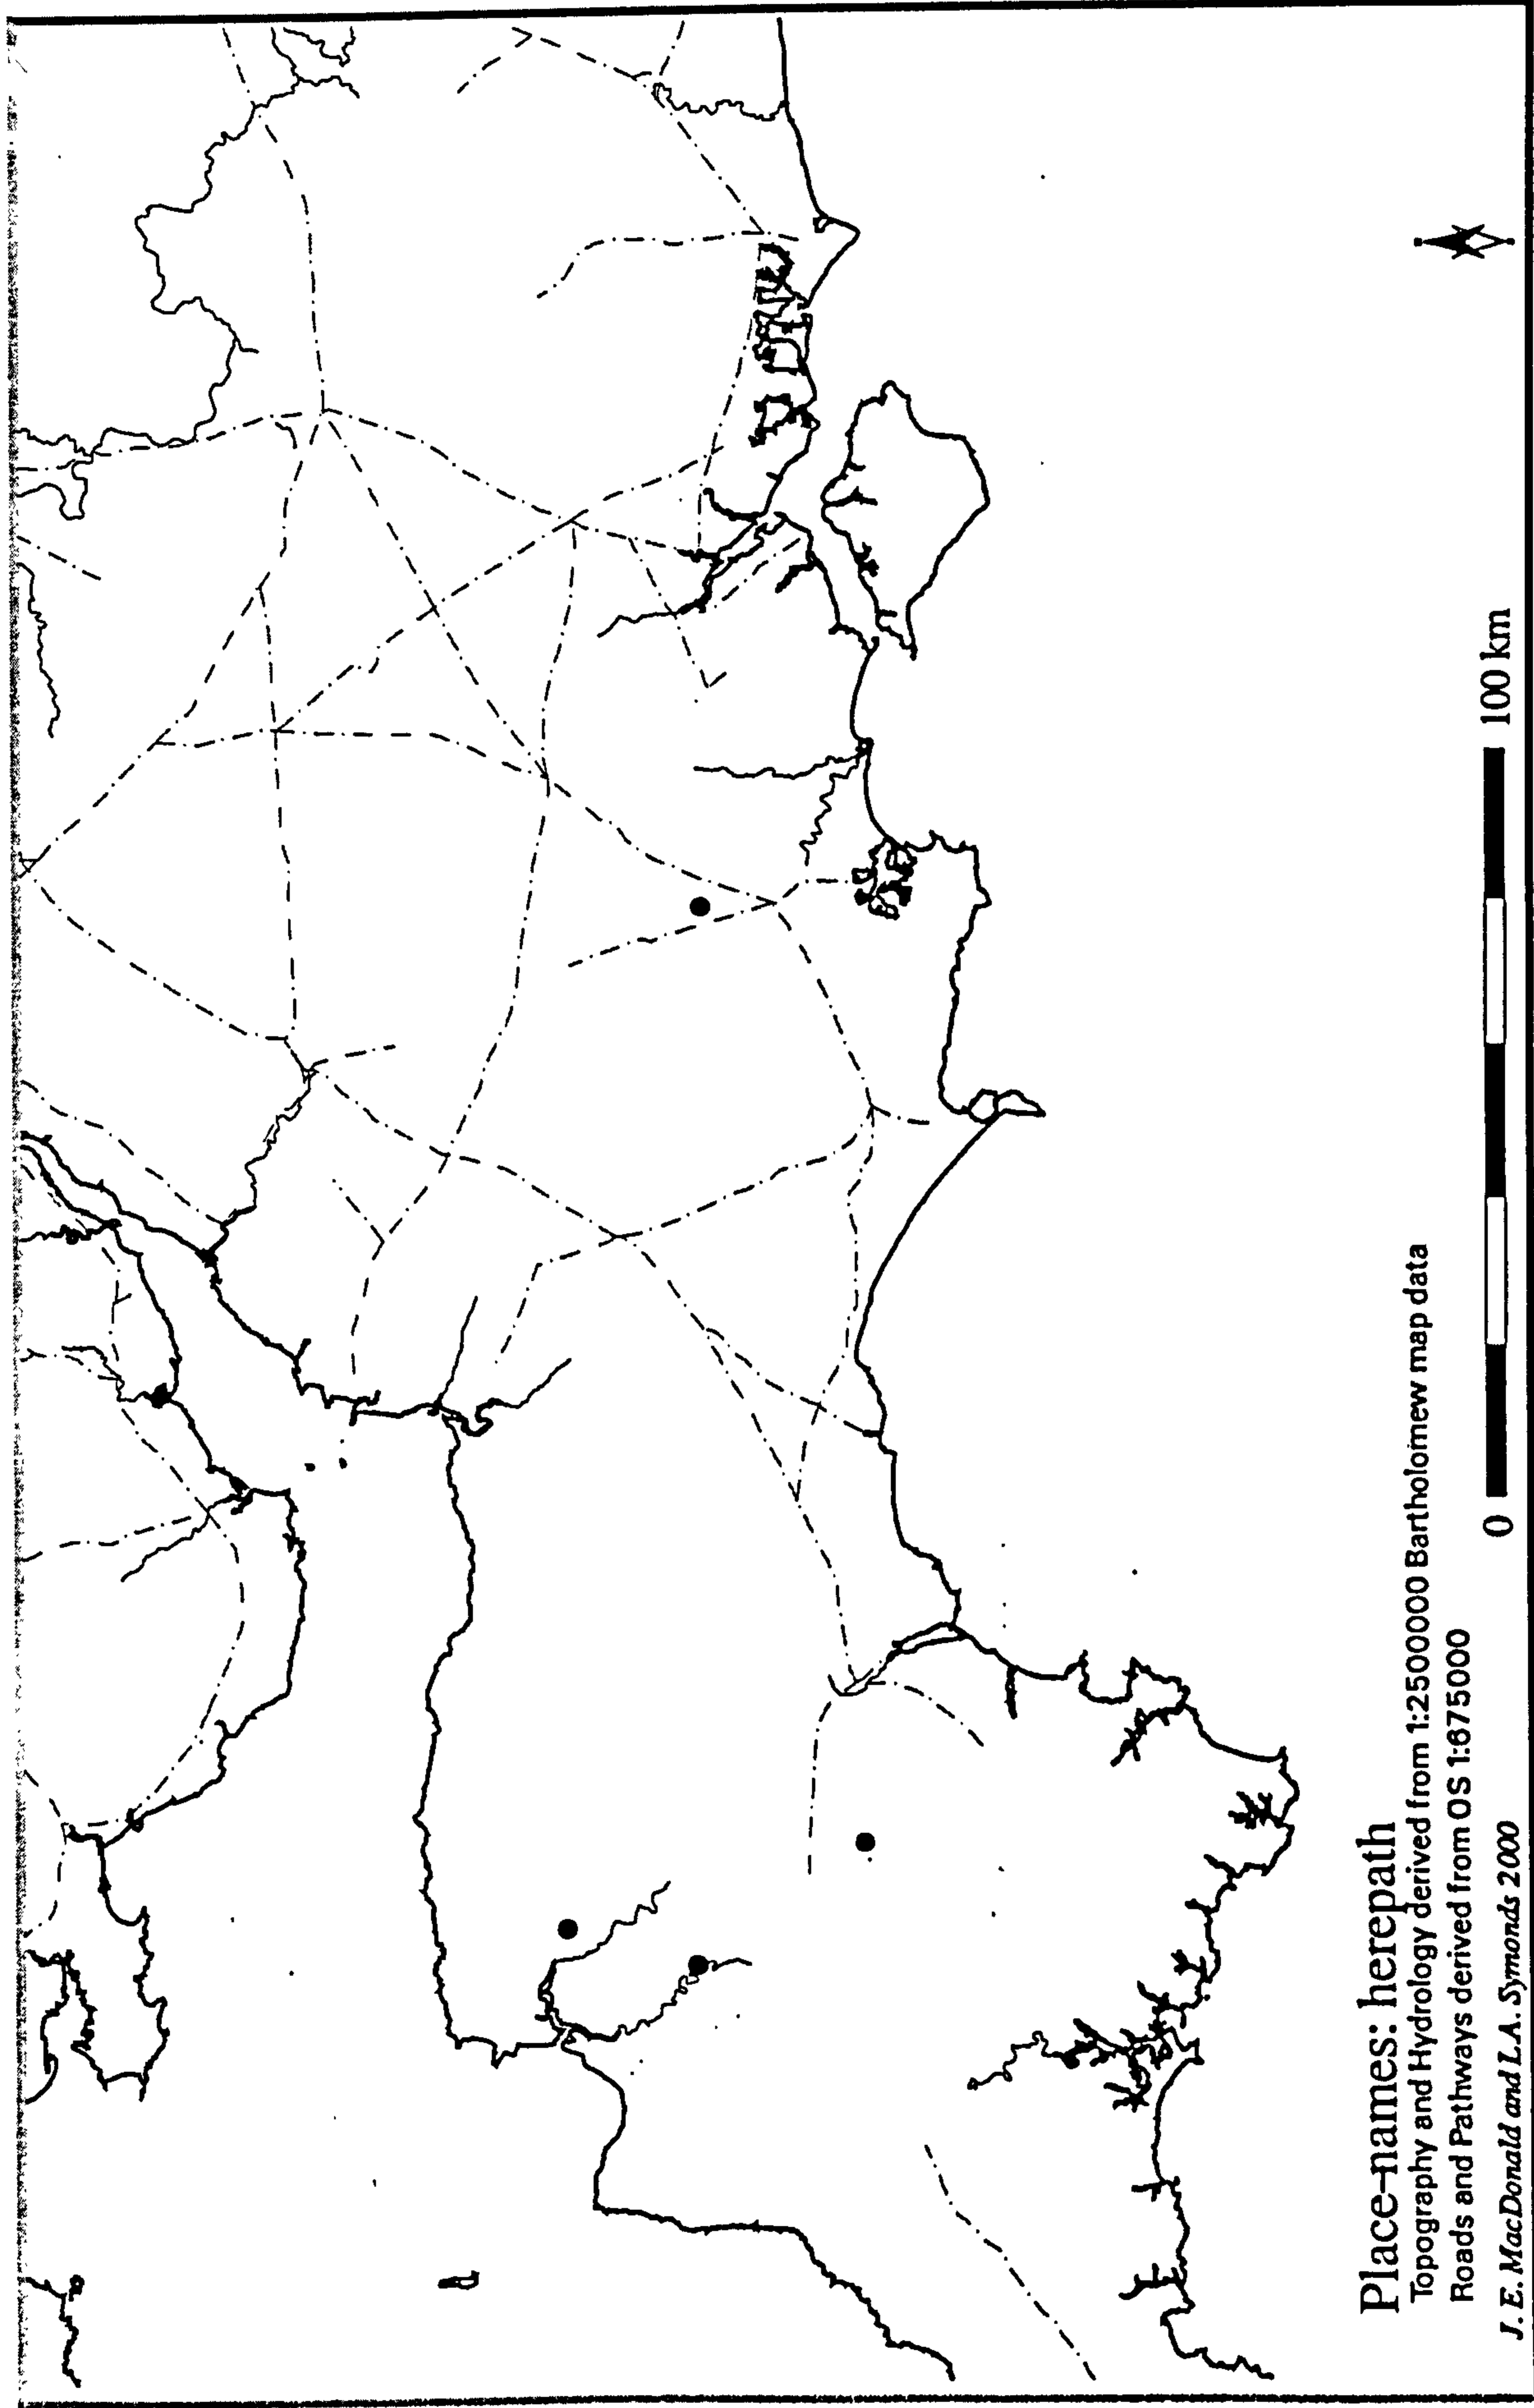 Place-names: herepath
Topography and Hydrology derived from 1:2500000 Bartholomew map data
Roads and Pathways derived from OS 1:675000
J. E. MacDonald and L.A. Symonds 2000
0 100 km